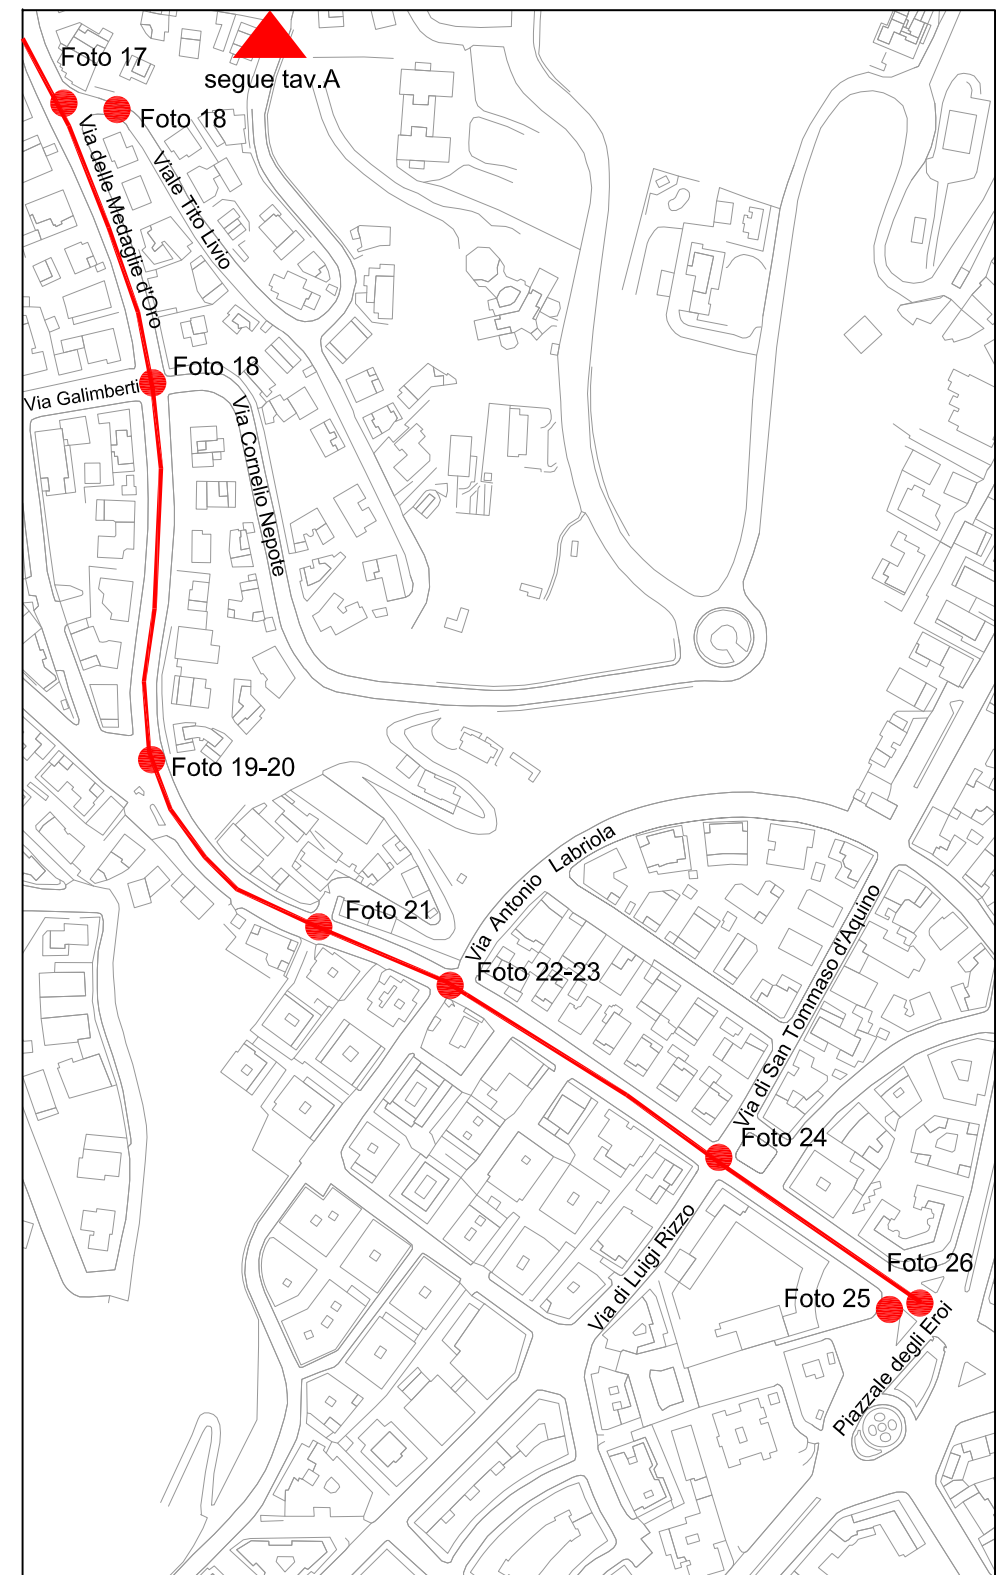 Foto 17
segue tav.A
Foto 18
Via delle Medaglie d'Oro
Viale Tito Livio
Foto 18
Via Galimberti
Via Cornelio Nepote
Foto 19-20
Via Antonio Labriola
Foto 21
Via di San Tommaso d'Aquino
Foto 22-23
Foto 24
Via di Luigi Rizzo
Foto 26
Foto 25
Piazzale degli Eroi